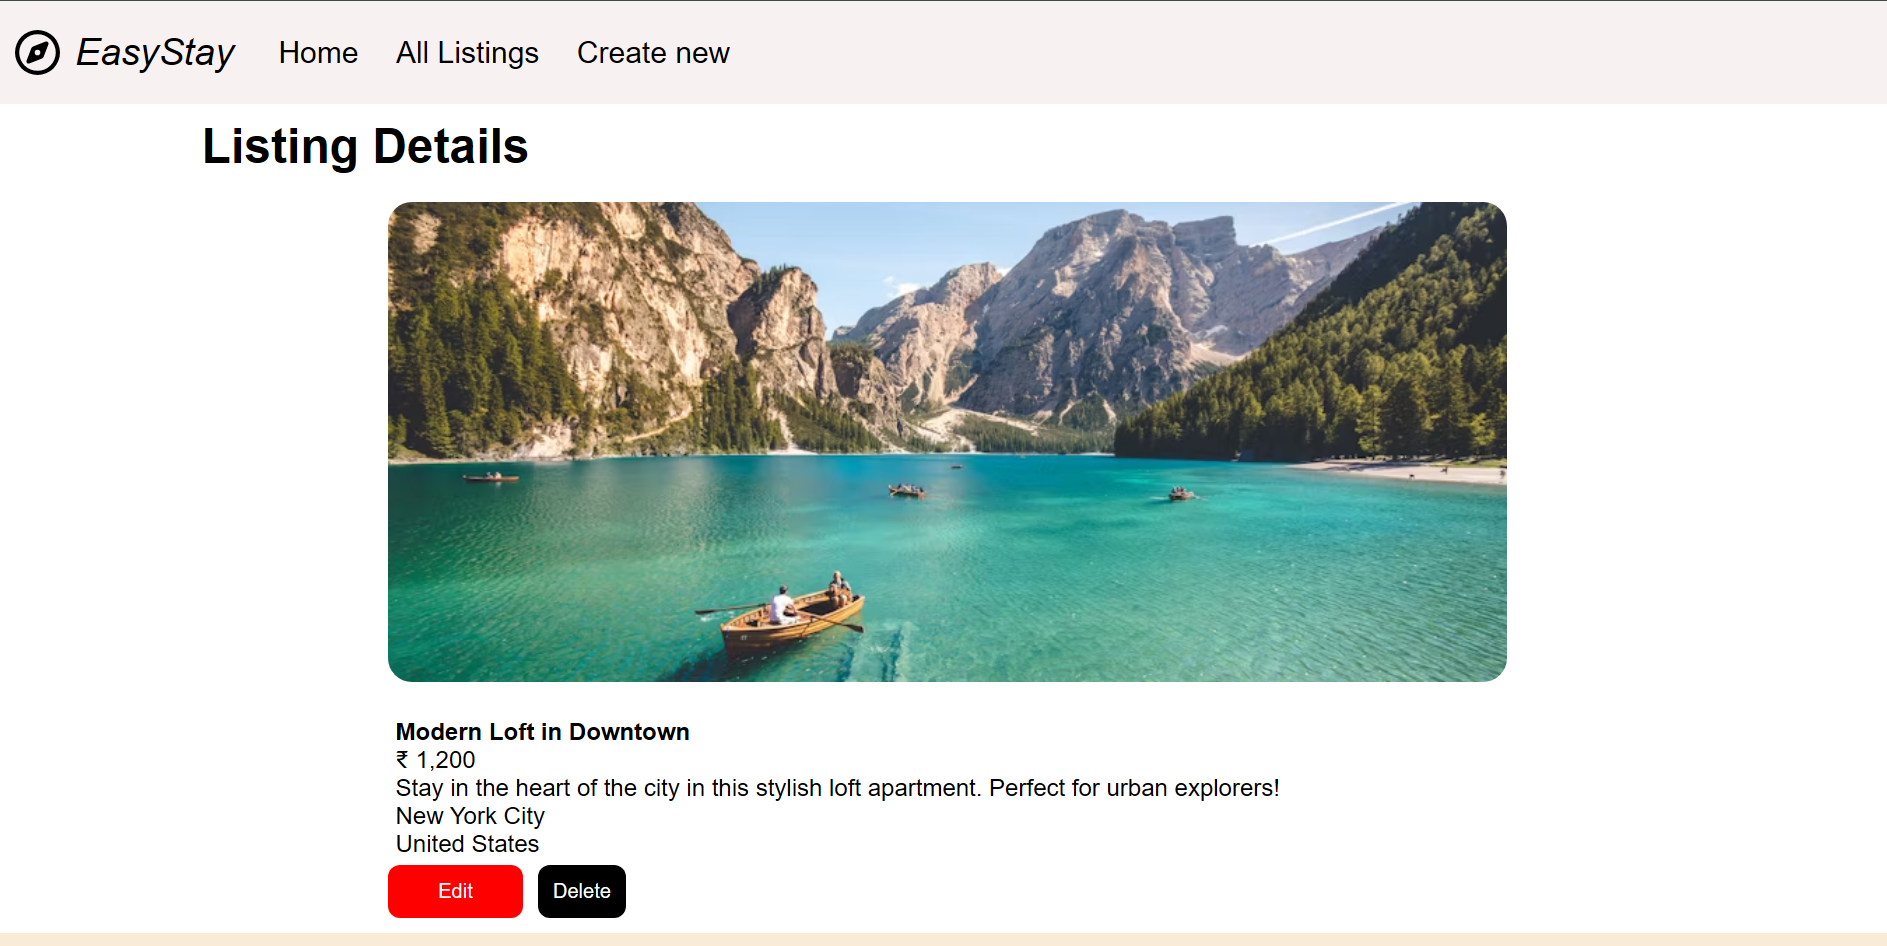 EasyStay Home All Listings Create new
Listing Details
Modern Loft in Downtown
₹ 1,200
Stay in the heart of the city in this stylish loft apartment. Perfect for urban explorers!
New York City
United States
Edit Delete